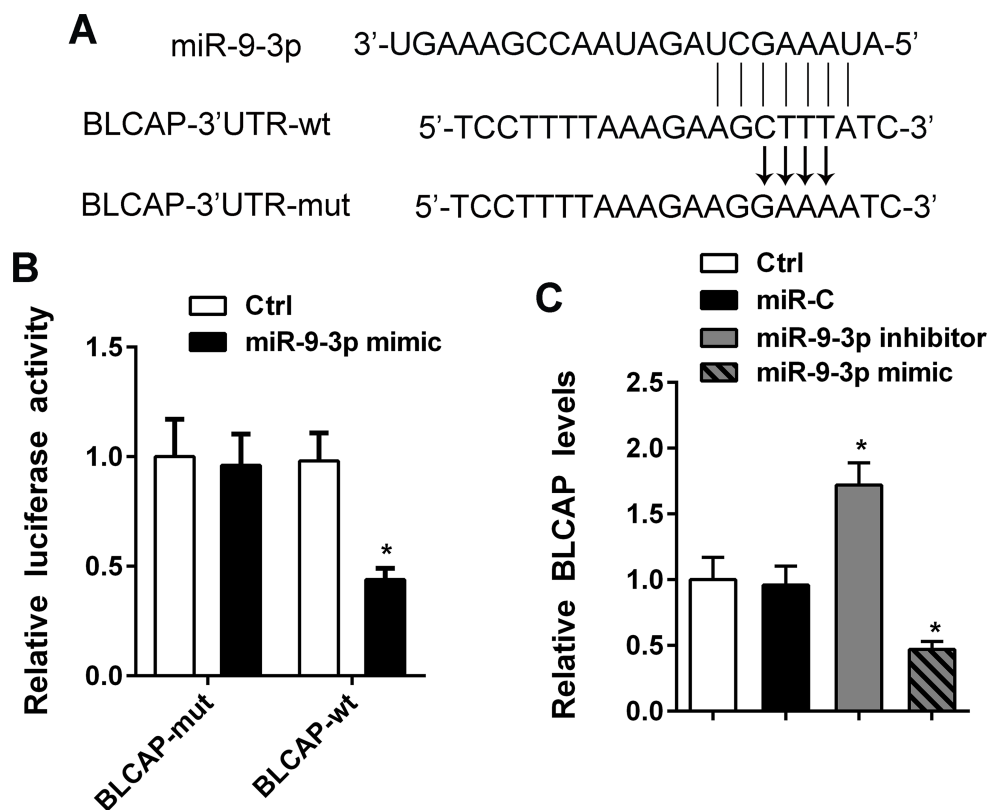 A
miR-9-3p 3’-UGAAAGCCAAUAGAUCGAAAUA-5’
BLCAP-3’UTR-wt 5’-TCCTTTTAAAGAAGCTTTATC-3’
BLCAP-3’UTR-mut 5’-TCCTTTTAAAGAAGGAAAATC-3’
B
Ctrl
miR-9-3p mimic
Relative luciferase activity
1.5
1.0
0.5
0.0
*
BLCAP-mut
BLCAP-wt
C
Ctrl
miR-C
miR-9-3p inhibitor
miR-9-3p mimic
Relative BLCAP levels
2.5
2.0
1.5
1.0
0.5
0.0
*
*